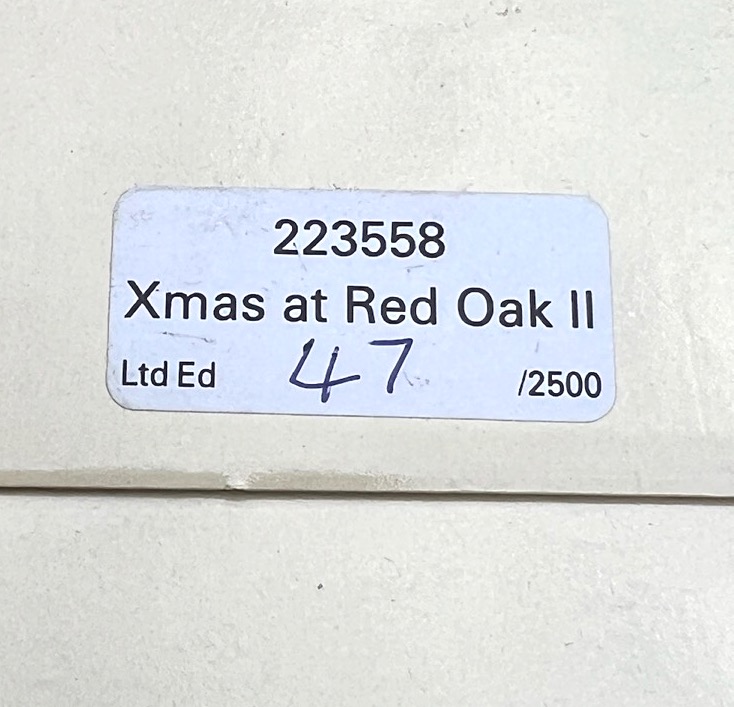 223558
Xmas at Red Oak II
Ltd Ed 47 /2500